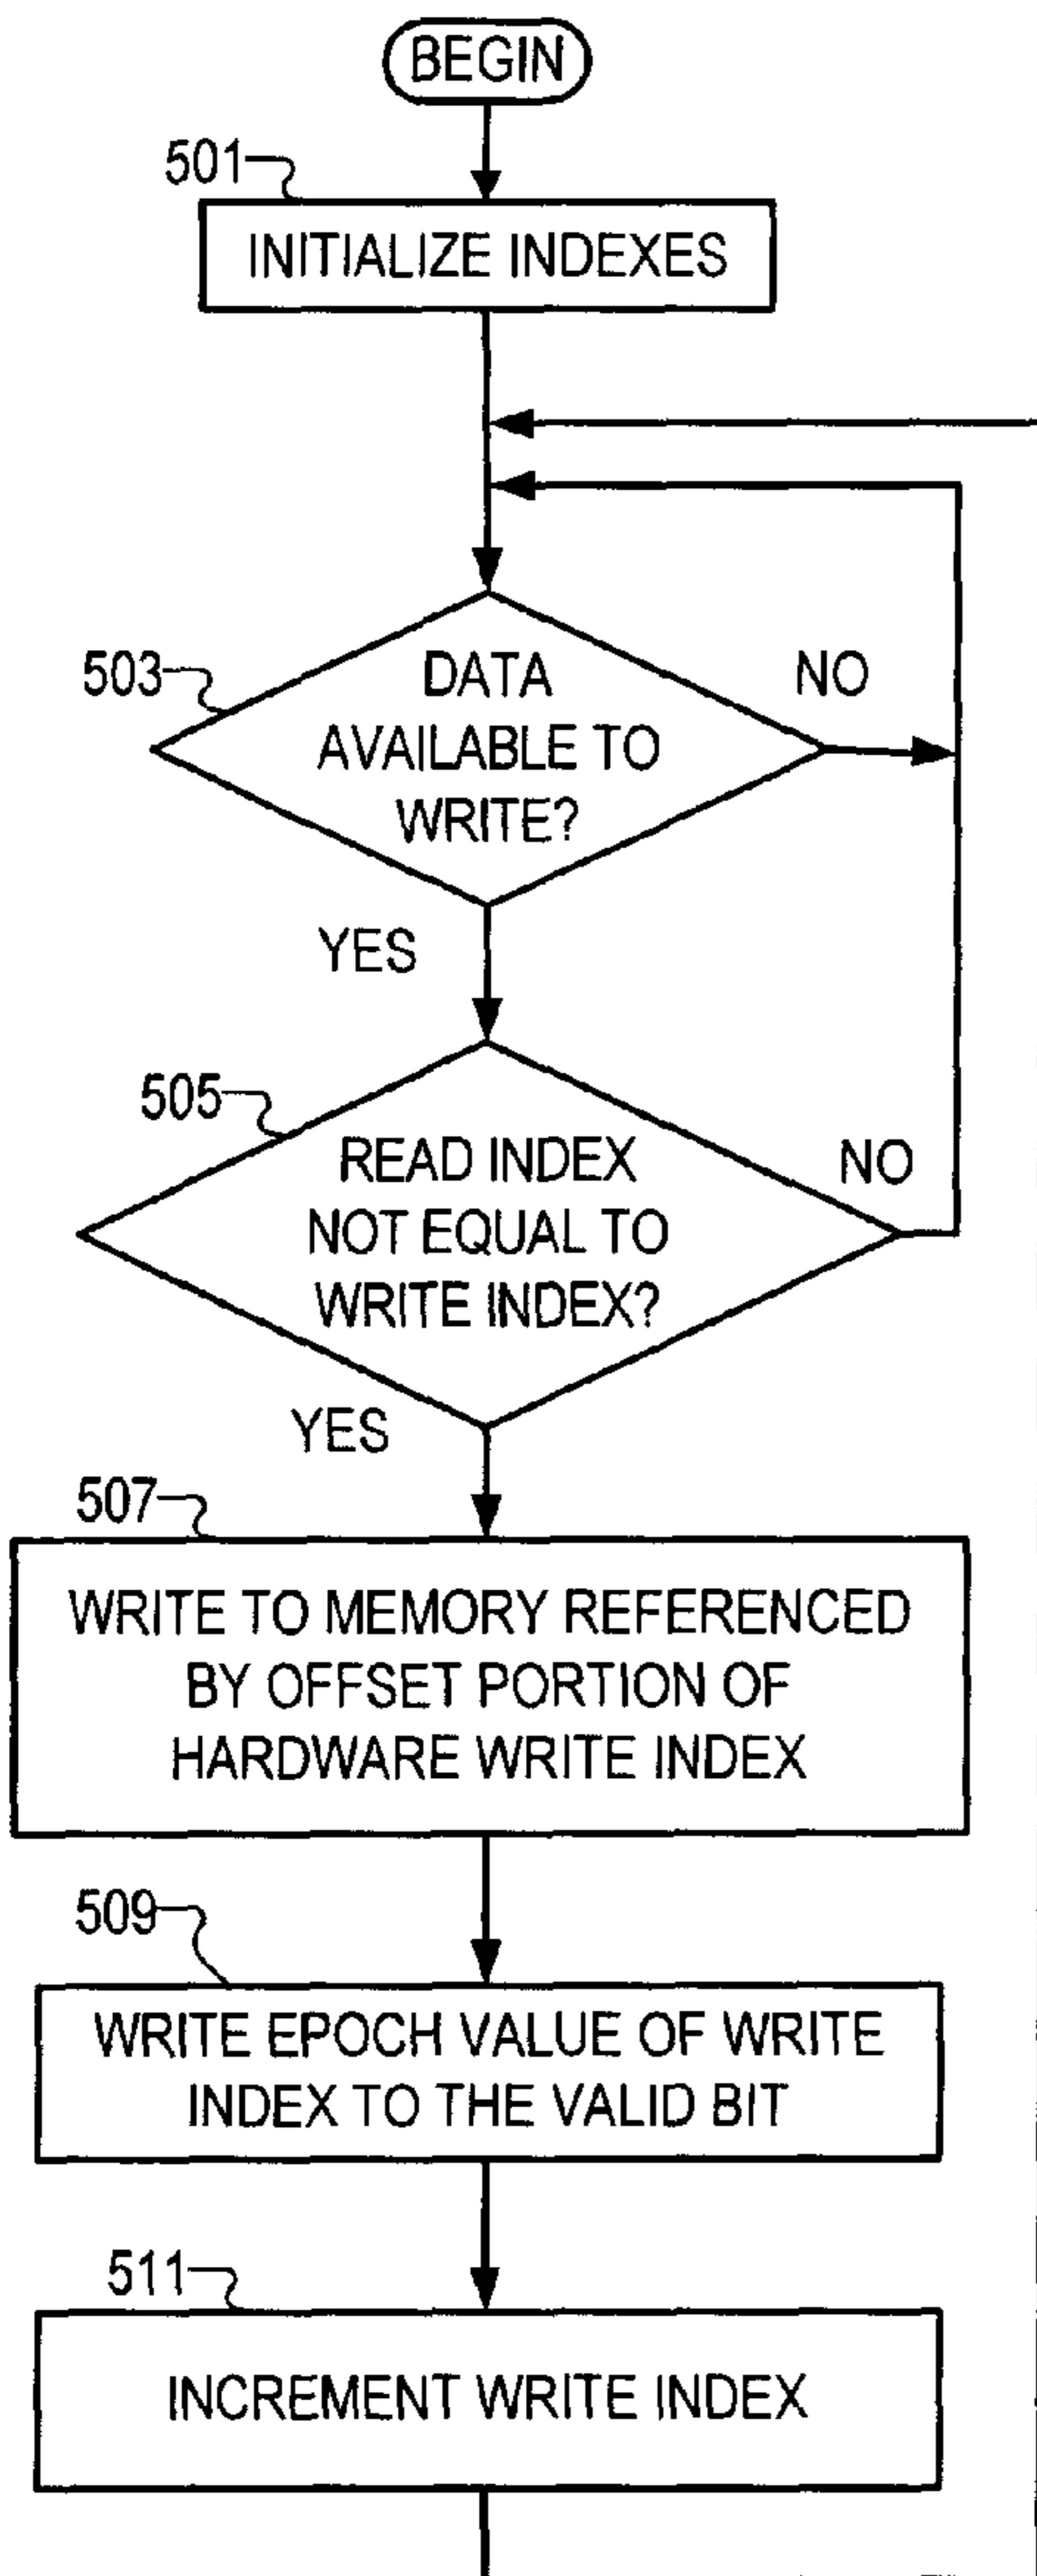 BEGIN
501
INITIALIZE INDEXES
503
DATA
AVAILABLE TO
WRITE?
NO
YES
505
READ INDEX
NOT EQUAL TO
WRITE INDEX?
NO
YES
507
WRITE TO MEMORY REFERENCED
BY OFFSET PORTION OF
HARDWARE WRITE INDEX
509
WRITE EPOCH VALUE OF WRITE
INDEX TO THE VALID BIT
511
INCREMENT WRITE INDEX